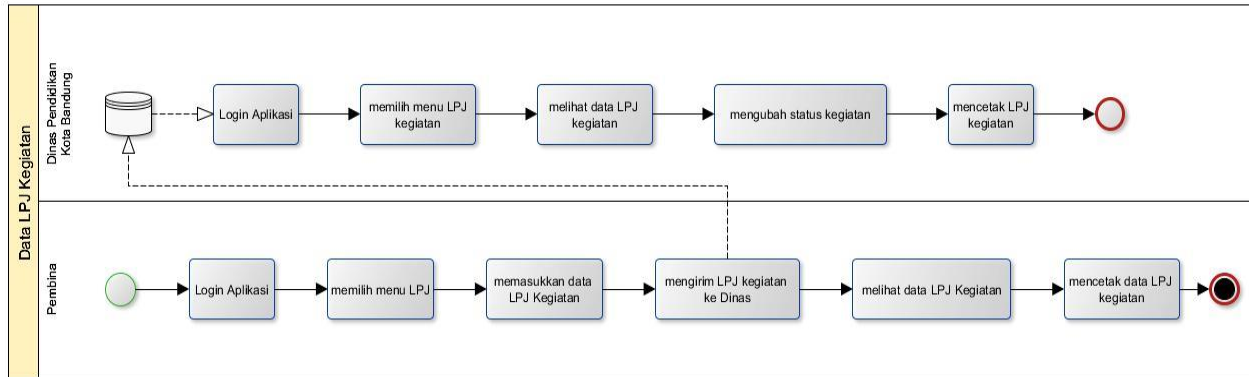 Data LPJ Kegiatan
Dinas Pendidikan
Kota Bandung
Login Aplikasi
memilih menu LPJ
kegiatan
melihat data LPJ
kegiatan
mengubah status kegiatan
mencetak LPJ
kegiatan
Pembina
Login Aplikasi
memilih menu LPJ
memasukkan data
LPJ Kegiatan
mengirim LPJ kegiatan
ke Dinas
melihat data LPJ Kegiatan
mencetak data LPJ
kegiatan